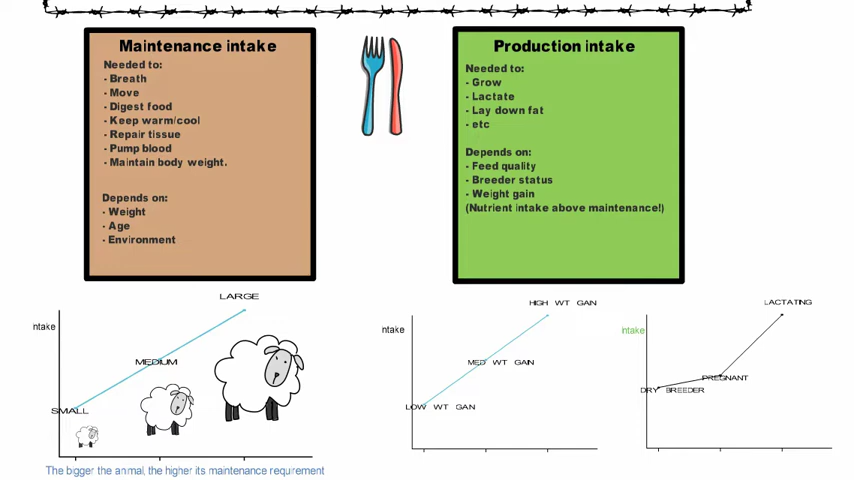 Maintenance intake
Needed to:
- Breath
- Move
- Digest food
- Keep warm/cool
- Repair tissue
- Pump blood
- Maintain body weight.
Depends on:
- Weight
- Age
- Environment
Production intake
Needed to:
- Grow
- Lactate
- Lay down fat
- etc
Depends on:
- Feed quality
- Breeder status
- Weight gain
(Nutrient intake above maintenance!)
LARGE
ntake
MEDIUM
SMALL
The bigger the animal, the higher its maintenance requirement
HIGH WT GAN
ntake
MED WT GAIN
LOW WT GAN
LACTATING
intake
PREGNANT
DRY BREEDER